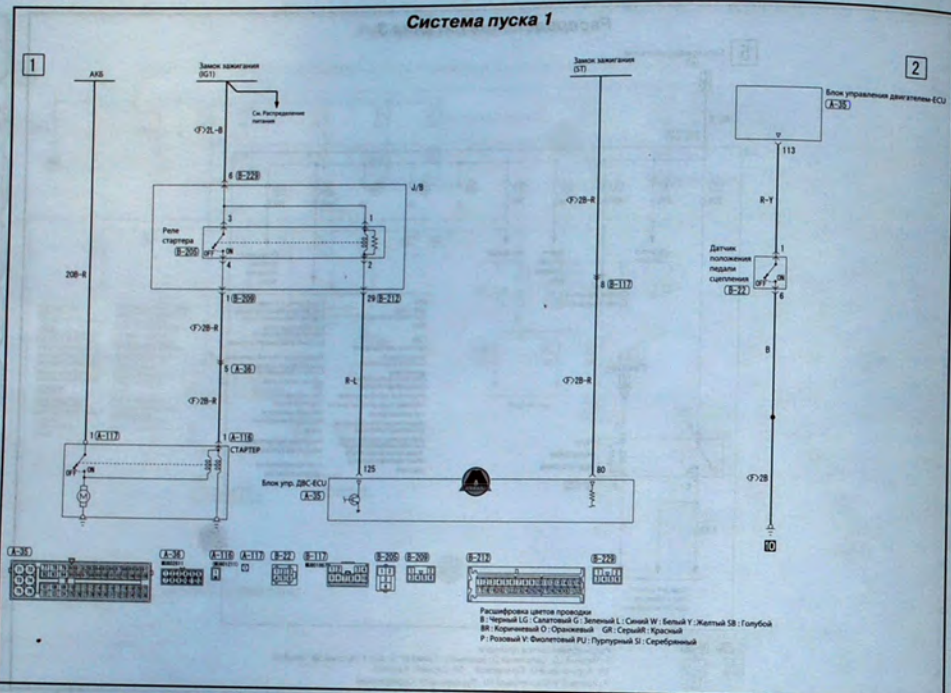 Система пуска 1
1
2
АКБ
Замок зажигания
(IG1)
См. Распределение
питания
Замок зажигания
(ST)
Блок управления двигателем-ECU
A-35
113
<F>2L-B
6 B-229
J/B
<F>2B-R
R-Y
3
1
Реле
стартера
B-205
OFF
ON
4
2
Датчик
положения
педали
сцепления
B-22
1
OFF
ON
6
20B-R
8 B-117
1 B-209
29 B-212
<F>2B-R
B
5 A-36
R-L
<F>2B-R
<F>2B-R
1 A-117
1 A-116
СТАРТЕР
OFF
ON
M
125
80
Блок упр. ДВС-ECU
A-35
<F>2B
10
A-35
A-36
A-116
A-117
B-22
B-117
B-205
B-209
B-212
B-229
Расшифровка цветов проводки
B : Черный LG : Салатовый G : Зеленый L : Синий W : Белый Y : Желтый SB : Голубой
BR : Коричневый O : Оранжевый GR : СерыйR : Красный
P : Розовый V: Фиолетовый PU : Пурпурный SI : Серебрянный